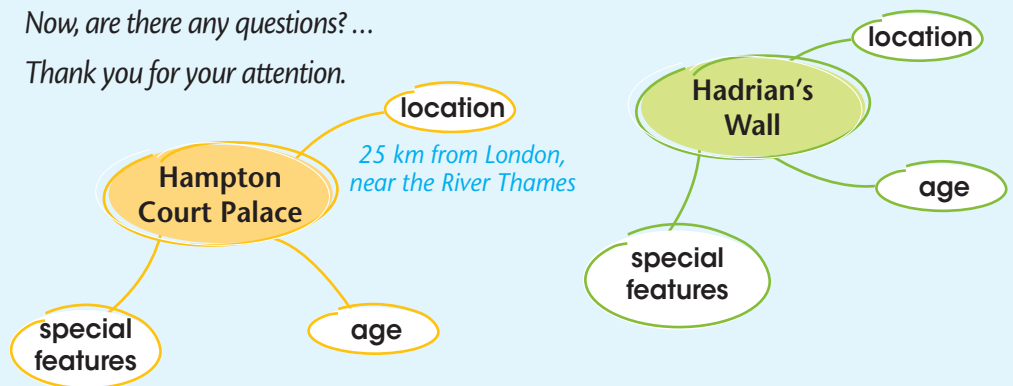 Now, are there any questions? ...
Thank you for your attention.
location
25 km from London,
near the River Thames
Hampton
Court Palace
special
features
age
location
Hadrian's
Wall
age
special
features